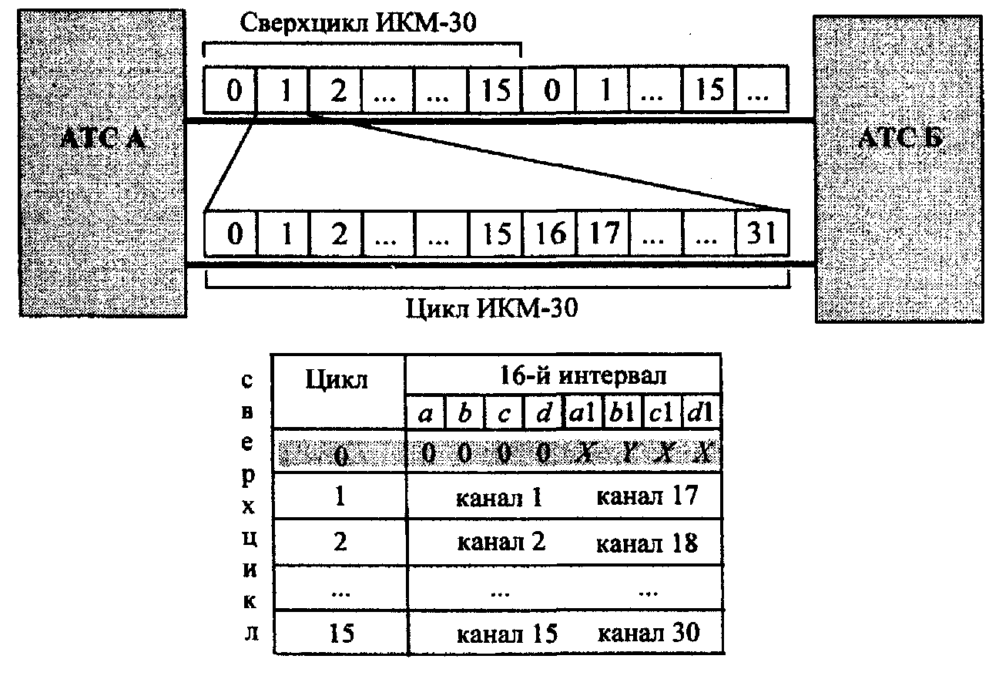 Сверхцикл ИКМ-30
0 1 2 ... ... 15 0 1 ... 15 ...
АТС А
АТС Б
0 1 2 ... ... 15 16 17 ... ... 31
Цикл ИКМ-30
сверхцикл
Цикл 16-й интервал
a b c d a1 b1 c1 d1
0 0 0 0 0 X Y X X
1 канал 1 канал 17
2 канал 2 канал 18
... ... ...
15 канал 15 канал 30